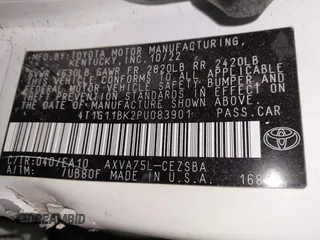 MFD. BY: TOYOTA MOTOR MANUFACTURING,
KENTUCKY, INC. 10/22
GVWR 4630LB GAWR FR 2820LB RR 2420LB
THIS VEHICLE CONFORMS TO ALL APPLICABLE
FEDERAL MOTOR VEHICLE SAFETY, BUMPER, AND
THEFT PREVENTION STANDARDS IN EFFECT ON
THE DATE OF MANUFACTURE SHOWN ABOVE.
4T1G11BK2PU083901 PASS.CAR
C/TR:040/EA10 AXVA75L-CEZSBA
A/TM: /UB80F MADE IN U.S.A. 168
TOYOTA